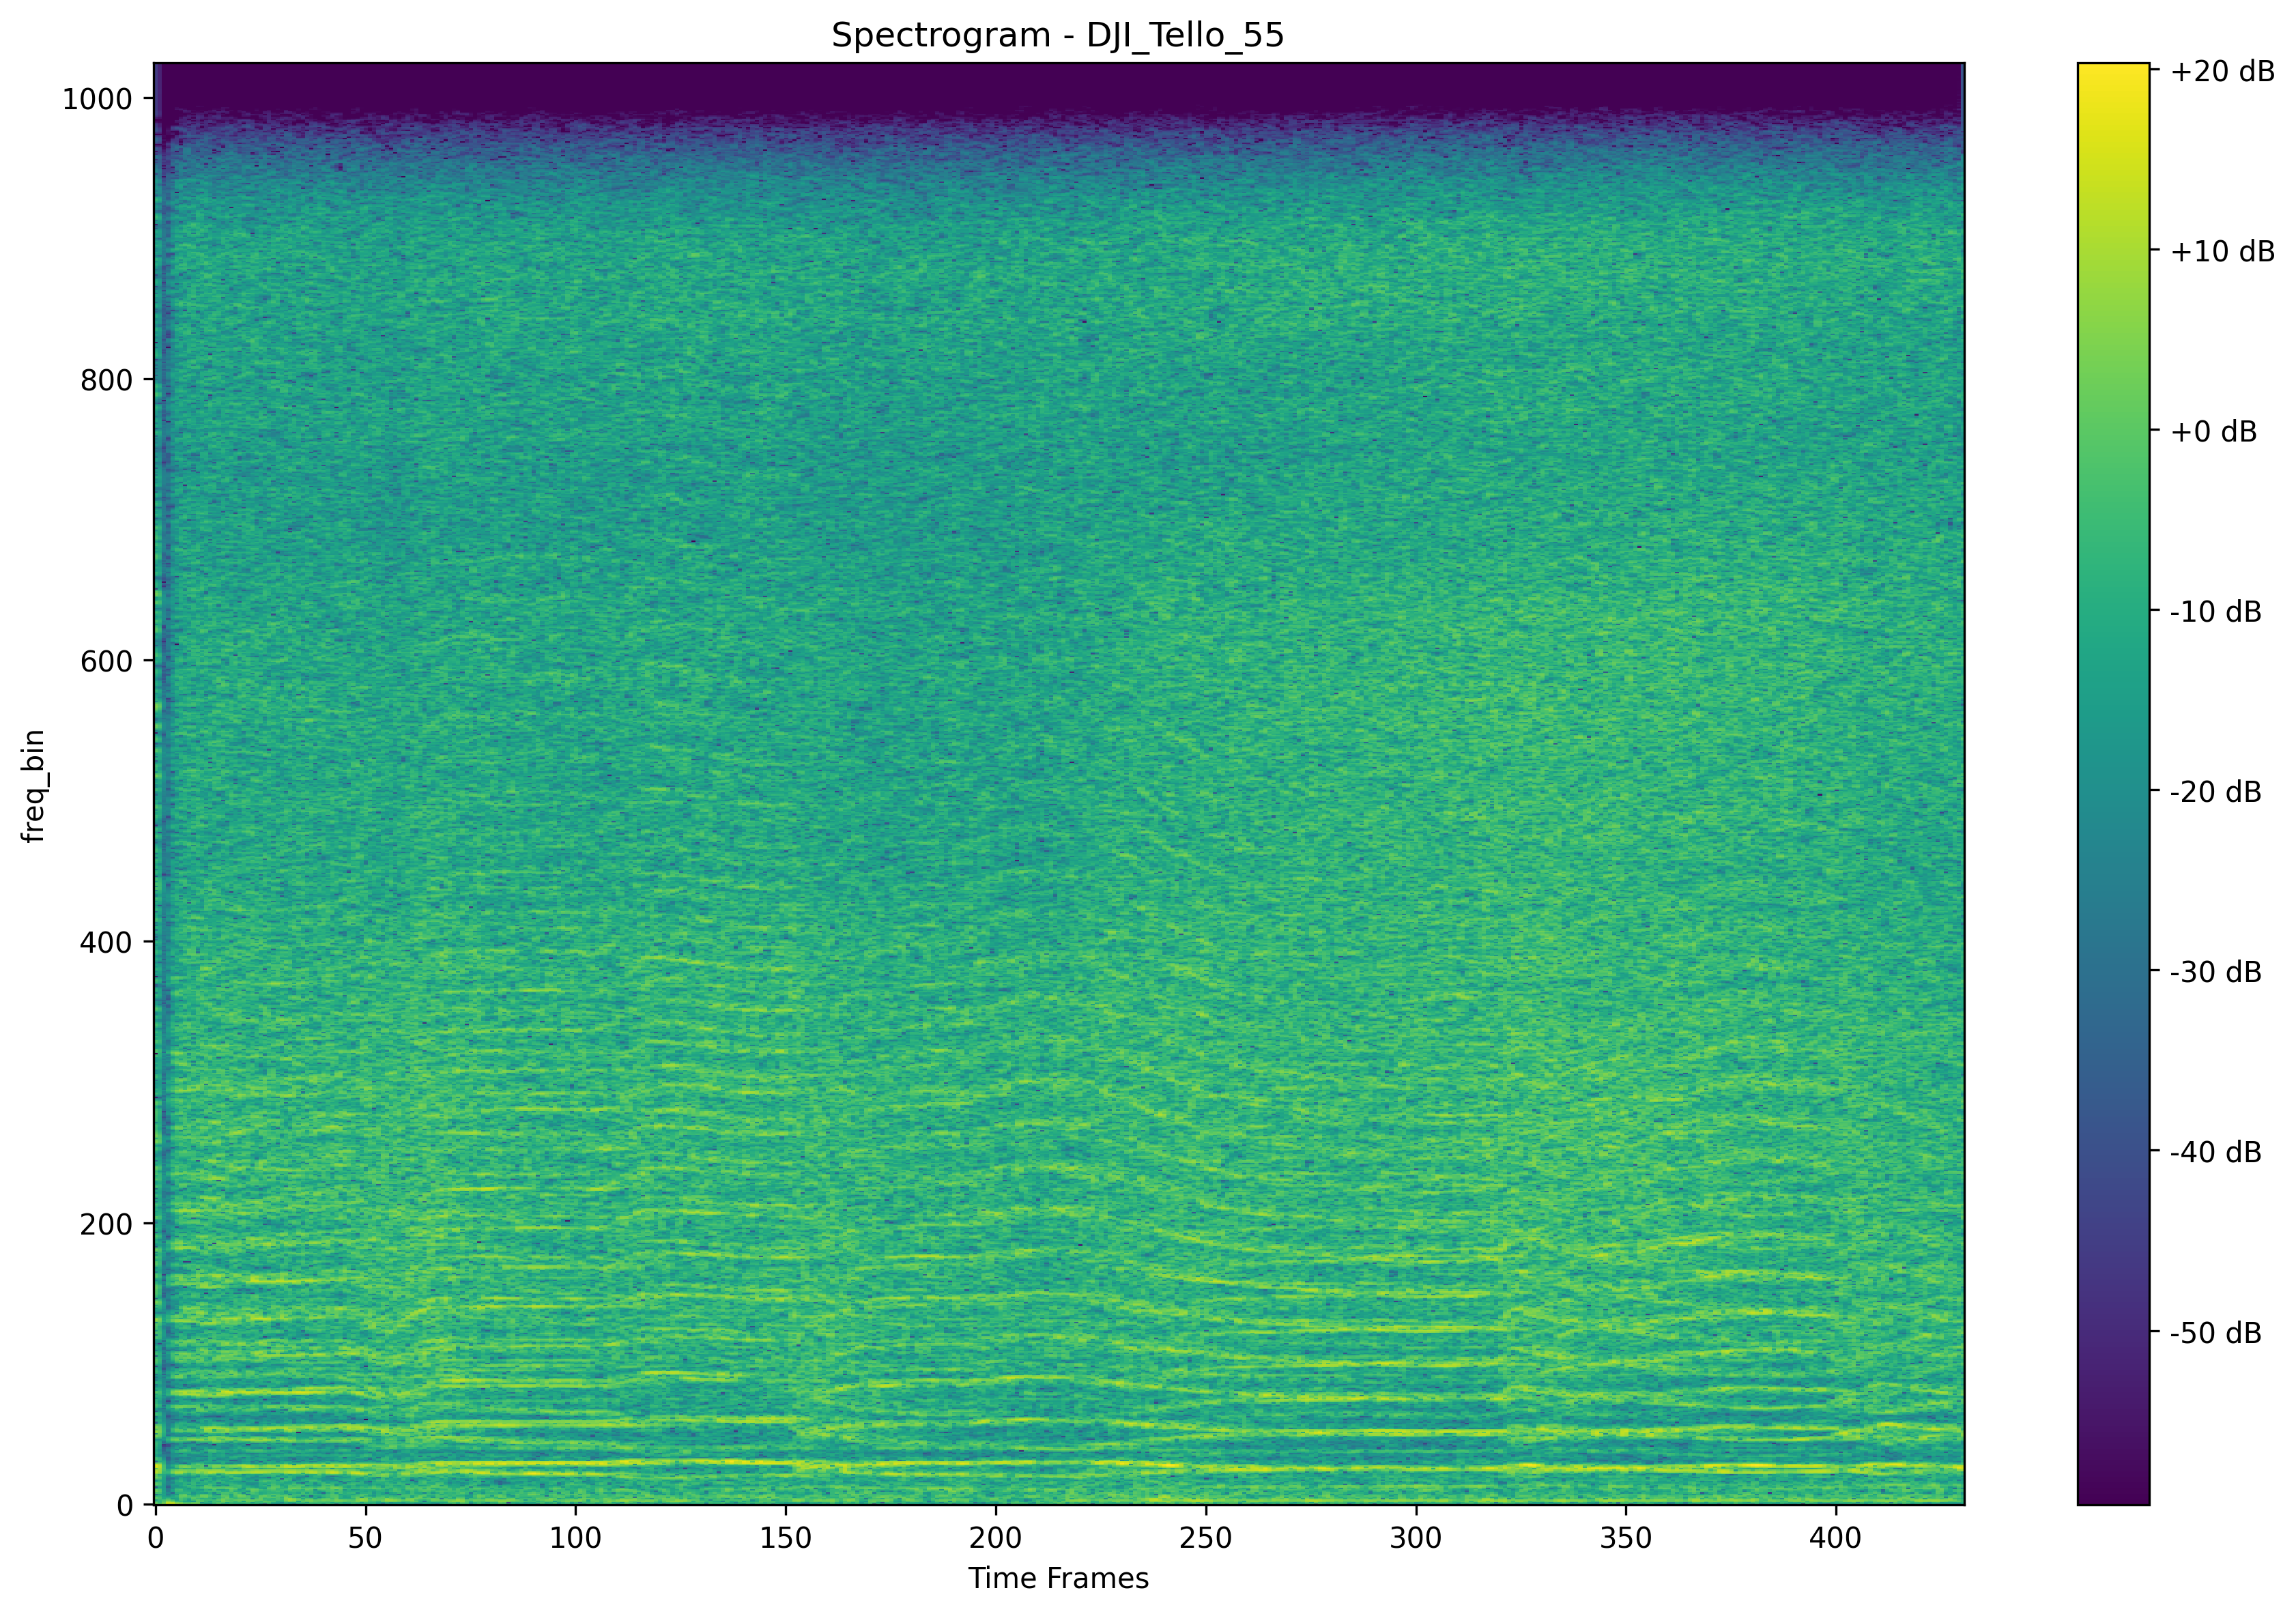 Spectrogram - DJI_Tello_55
1000
800
600
400
200
0
freq_bin
0 50 100 150 200 250 300 350 400
Time Frames
+20 dB
+10 dB
+0 dB
-10 dB
-20 dB
-30 dB
-40 dB
-50 dB